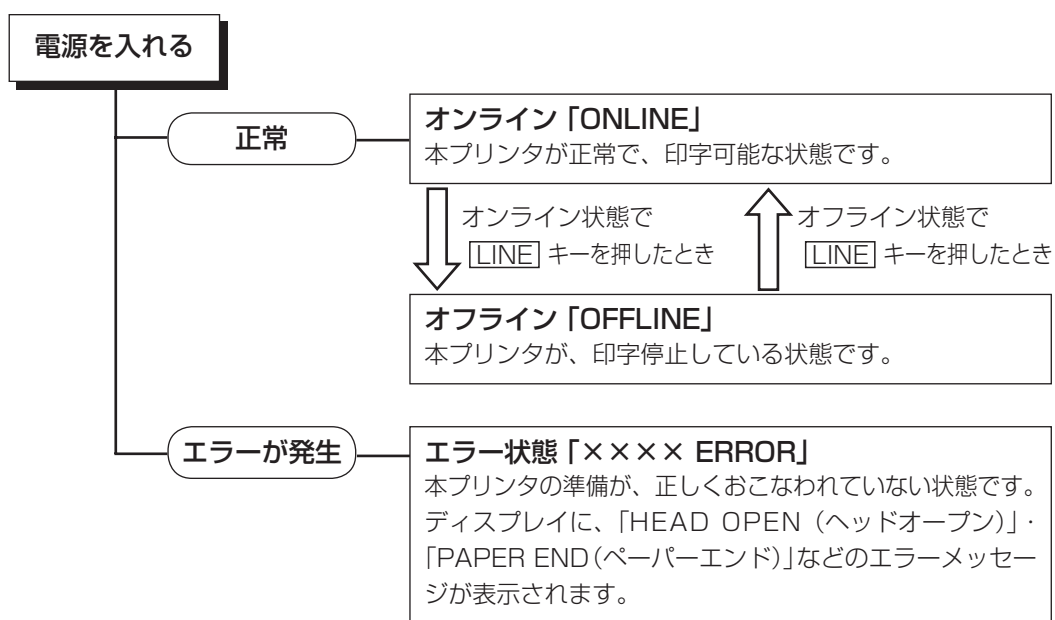 電源を入れる
正常
オンライン「ONLINE」
本プリンタが正常で、印字可能な状態です。
オンライン状態で
LINE キーを押したとき
オフライン状態で
LINE キーを押したとき
オフライン「OFFLINE」
本プリンタが、印字停止している状態です。
エラーが発生
エラー状態「×××× ERROR」
本プリンタの準備が、正しくおこなわれていない状態です。
ディスプレイに、「HEAD OPEN（ヘッドオープン）」・
「PAPER END（ペーパーエンド）」などのエラーメッセー
ジが表示されます。